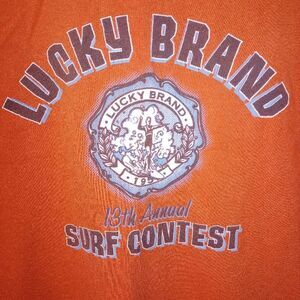 LUCKY BRAND
LUCKY BRAND
13th Annual
SURF CONTEST